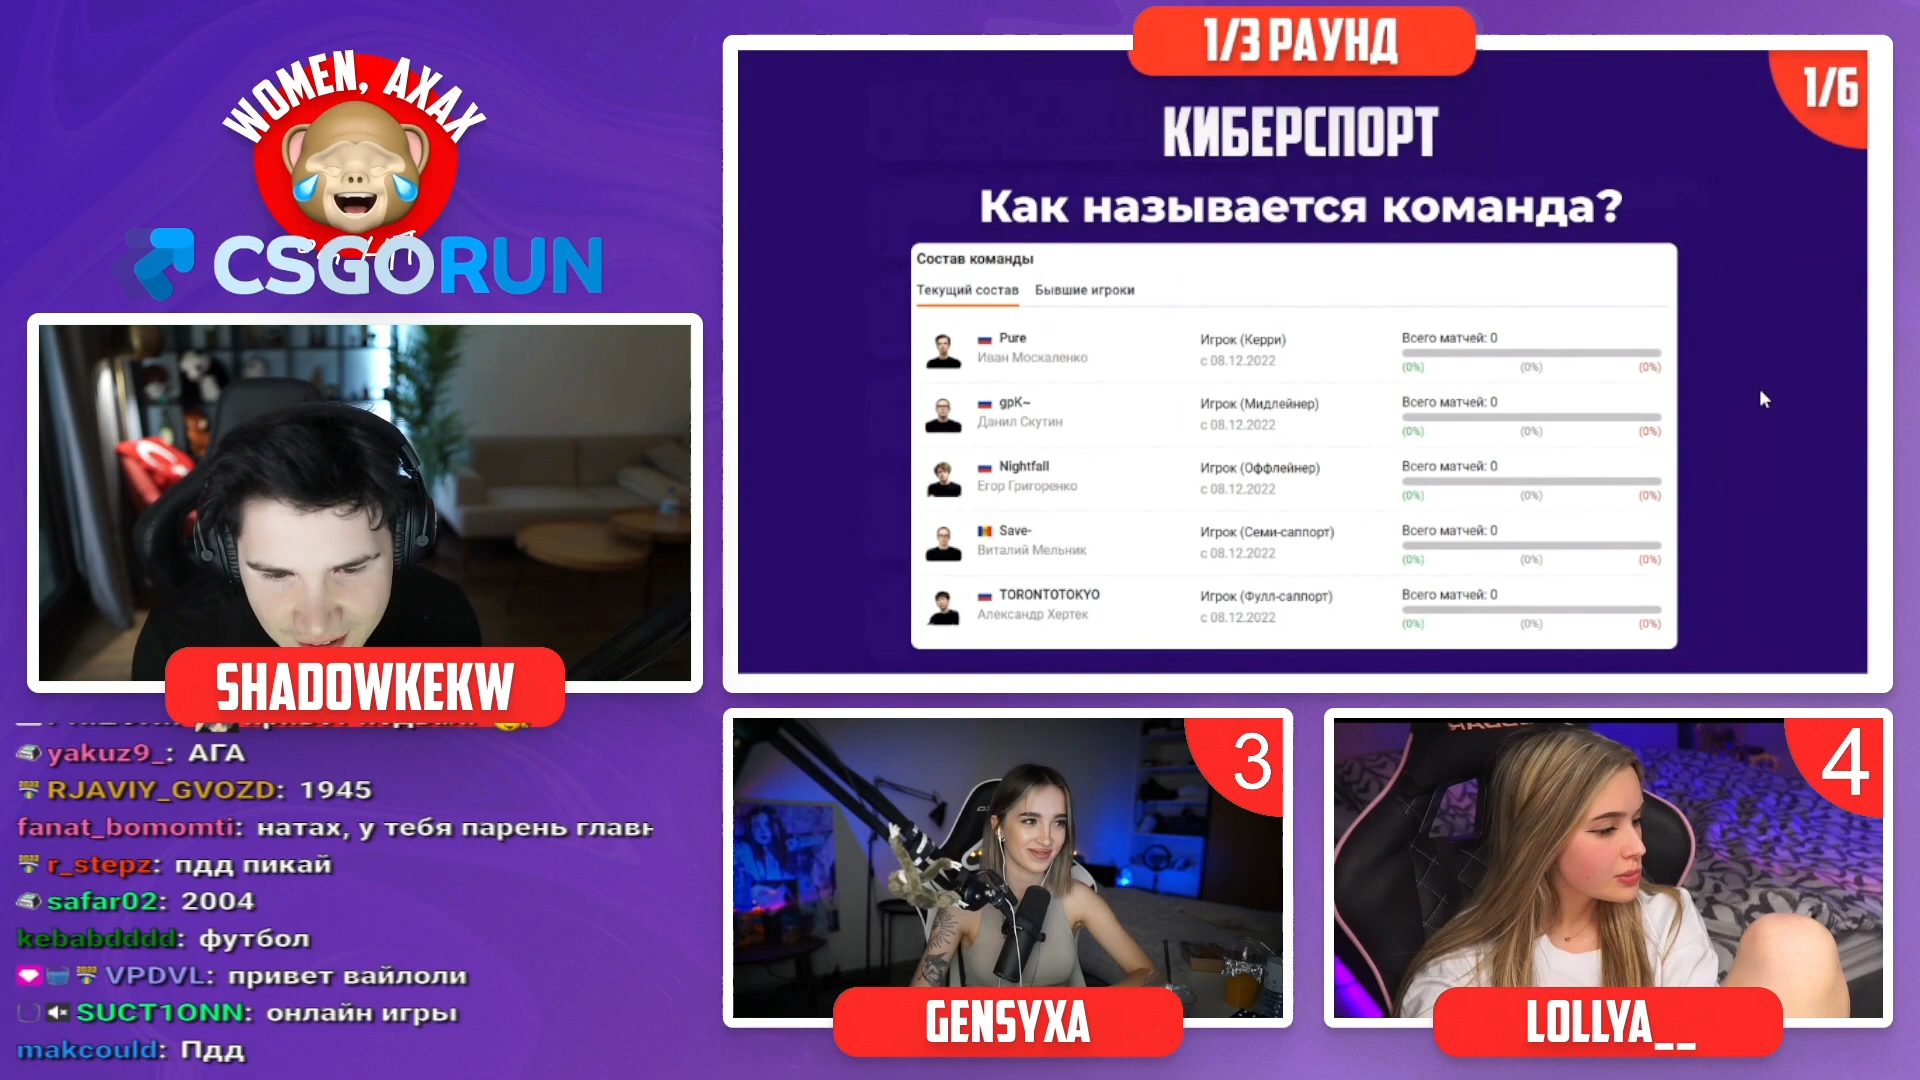 WOMEN, AXAX
CSGORUN
SHADOWKEKW
yakuz9_: АГА
RJAVIY_GVOZD: 1945
fanat_bomomti: натах, у тебя парень главн
r_stepz: пдд пикай
safar02: 2004
kebabdddd: футбол
VPDVL: привет вайлоли
SUCT1ONN: онлайн игры
makcould: Пдд
1/3 РАУНД
1/6
КИБЕРСПОРТ
Как называется команда?
Состав команды
Текущий состав Бывшие игроки
Pure Игрок (Керри) Всего матчей: 0
Иван Москаленко с 08.12.2022 (0%) (0%) (0%)
gpK~ Игрок (Мидлейнер) Всего матчей: 0
Данил Скутин с 08.12.2022 (0%) (0%) (0%)
Nightfall Игрок (Оффлейнер) Всего матчей: 0
Егор Григоренко с 08.12.2022 (0%) (0%) (0%)
Save- Игрок (Семи-саппорт) Всего матчей: 0
Виталий Мельник с 08.12.2022 (0%) (0%) (0%)
TORONTOTOKYO Игрок (Фулл-саппорт) Всего матчей: 0
Александр Хертек с 08.12.2022 (0%) (0%) (0%)
3
GENSYXA
4
LOLLYA__